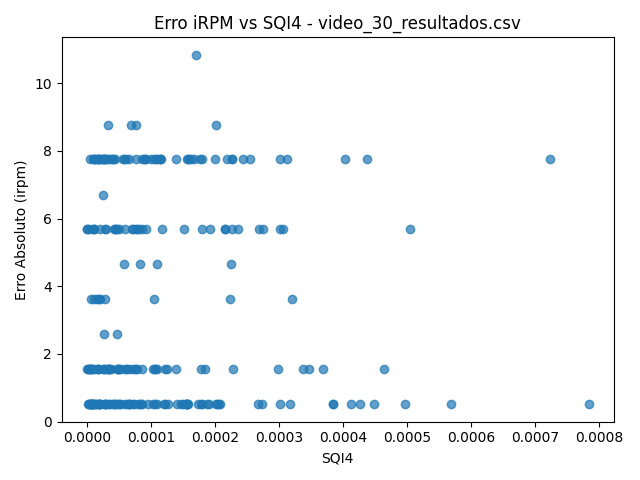 Erro iRPM vs SQI4 - video_30_resultados.csv
Erro Absoluto (irpm)
10
8
6
4
2
0
0.0000 0.0001 0.0002 0.0003 0.0004 0.0005 0.0006 0.0007 0.0008
SQI4